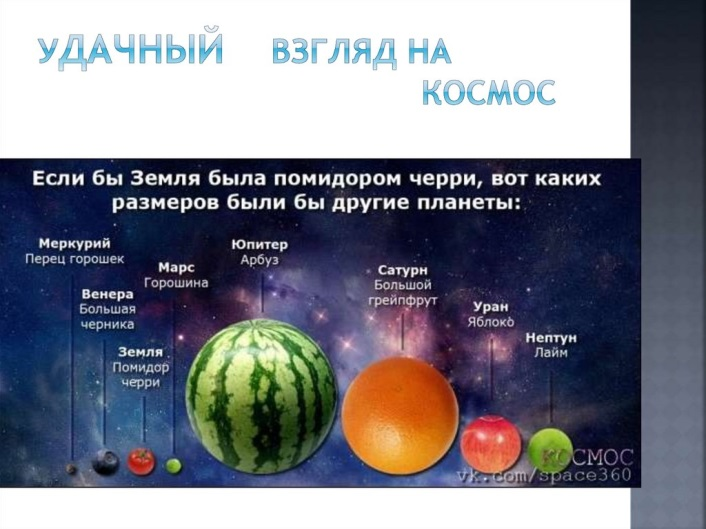 УДАЧНЫЙ ВЗГЛЯД НА
КОСМОС
Если бы Земля была помидором черри, вот каких
размеров были бы другие планеты:
Меркурий
Перец горошек
Венера
Большая
черника
Земля
Помидор
черри
Марс
Горошина
Юпитер
Арбуз
Сатурн
Большой
грейпфрут
Уран
Яблоко
Нептун
Лайм
КОСМОС
vk.com/space360